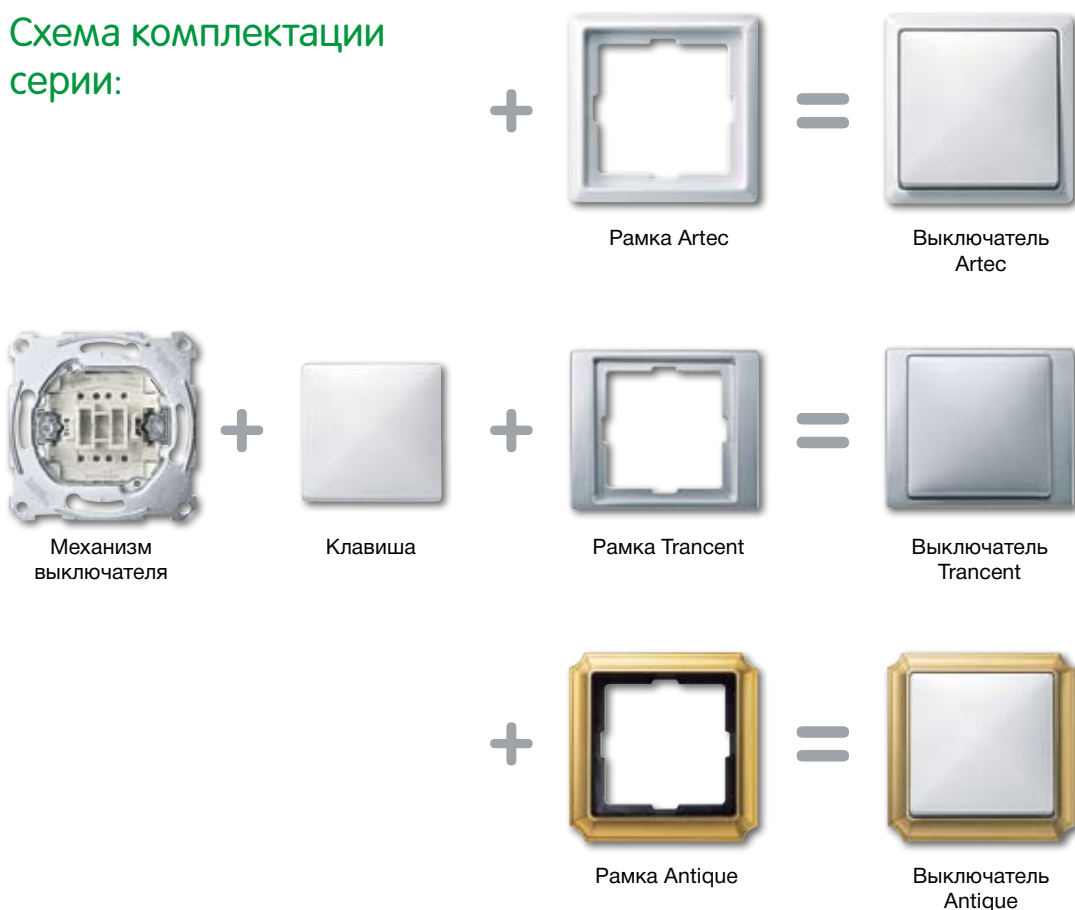 Схема комплектации
серии:
Рамка Artec
Выключатель
Artec
Механизм
выключателя
Клавиша
Рамка Trancent
Выключатель
Trancent
Рамка Antique
Выключатель
Antique